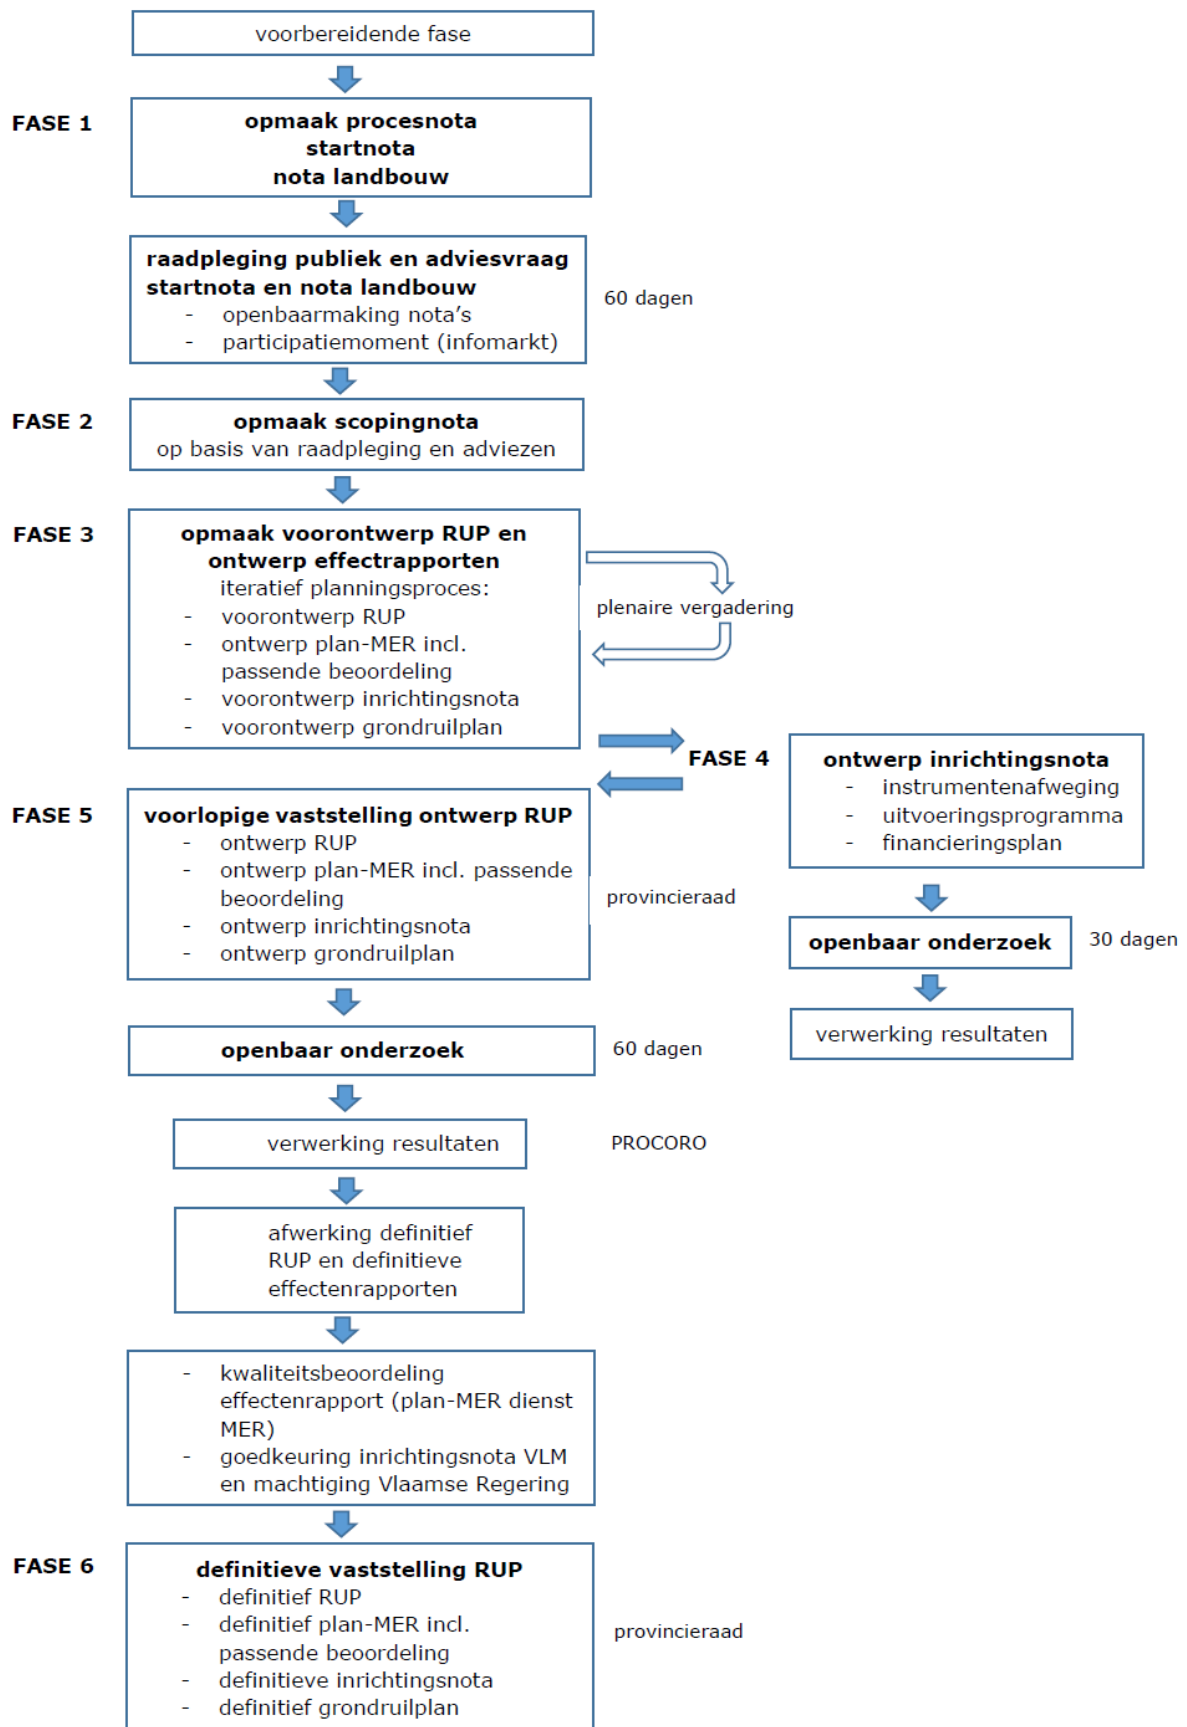 voorbereidende fase
FASE 1
opmaak procesnota
startnota
nota landbouw
raadpleging publiek en adviesvraag
startnota en nota landbouw
- openbaarmaking nota's
- participatiemoment (infomarkt)
60 dagen
FASE 2
opmaak scopingnota
op basis van raadpleging en adviezen
FASE 3
opmaak voorontwerp RUP en
ontwerp effectrapporten
iteratief planningsproces:
- voorontwerp RUP
- ontwerp plan-MER incl.
passende beoordeling
- voorontwerp inrichtingsnota
- voorontwerp grondruilplan
plenaire vergadering
FASE 4
ontwerp inrichtingsnota
- instrumentenafweging
- uitvoeringsprogramma
- financieringsplan
openbaar onderzoek
30 dagen
verwerking resultaten
FASE 5
voorlopige vaststelling ontwerp RUP
- ontwerp RUP
- ontwerp plan-MER incl. passende
beoordeling
- ontwerp inrichtingsnota
- ontwerp grondruilplan
provincieraad
openbaar onderzoek
60 dagen
verwerking resultaten
PROCORO
afwerking definitief
RUP en definitieve
effectenrapporten
- kwaliteitsbeoordeling
effectenrapport (plan-MER dienst
MER)
- goedkeuring inrichtingsnota VLM
en machtiging Vlaamse Regering
FASE 6
definitieve vaststelling RUP
- definitief RUP
- definitief plan-MER incl.
passende beoordeling
- definitieve inrichtingsnota
- definitief grondruilplan
provincieraad